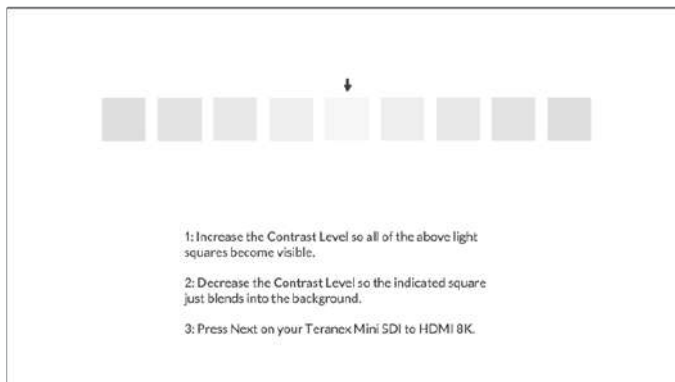 1: Increase the Contrast Level so all of the above light
squares become visible.
2: Decrease the Contrast Level so the indicated square
just blends into the background.
3: Press Next on your Teranex Mini SDI to HDMI 8K.